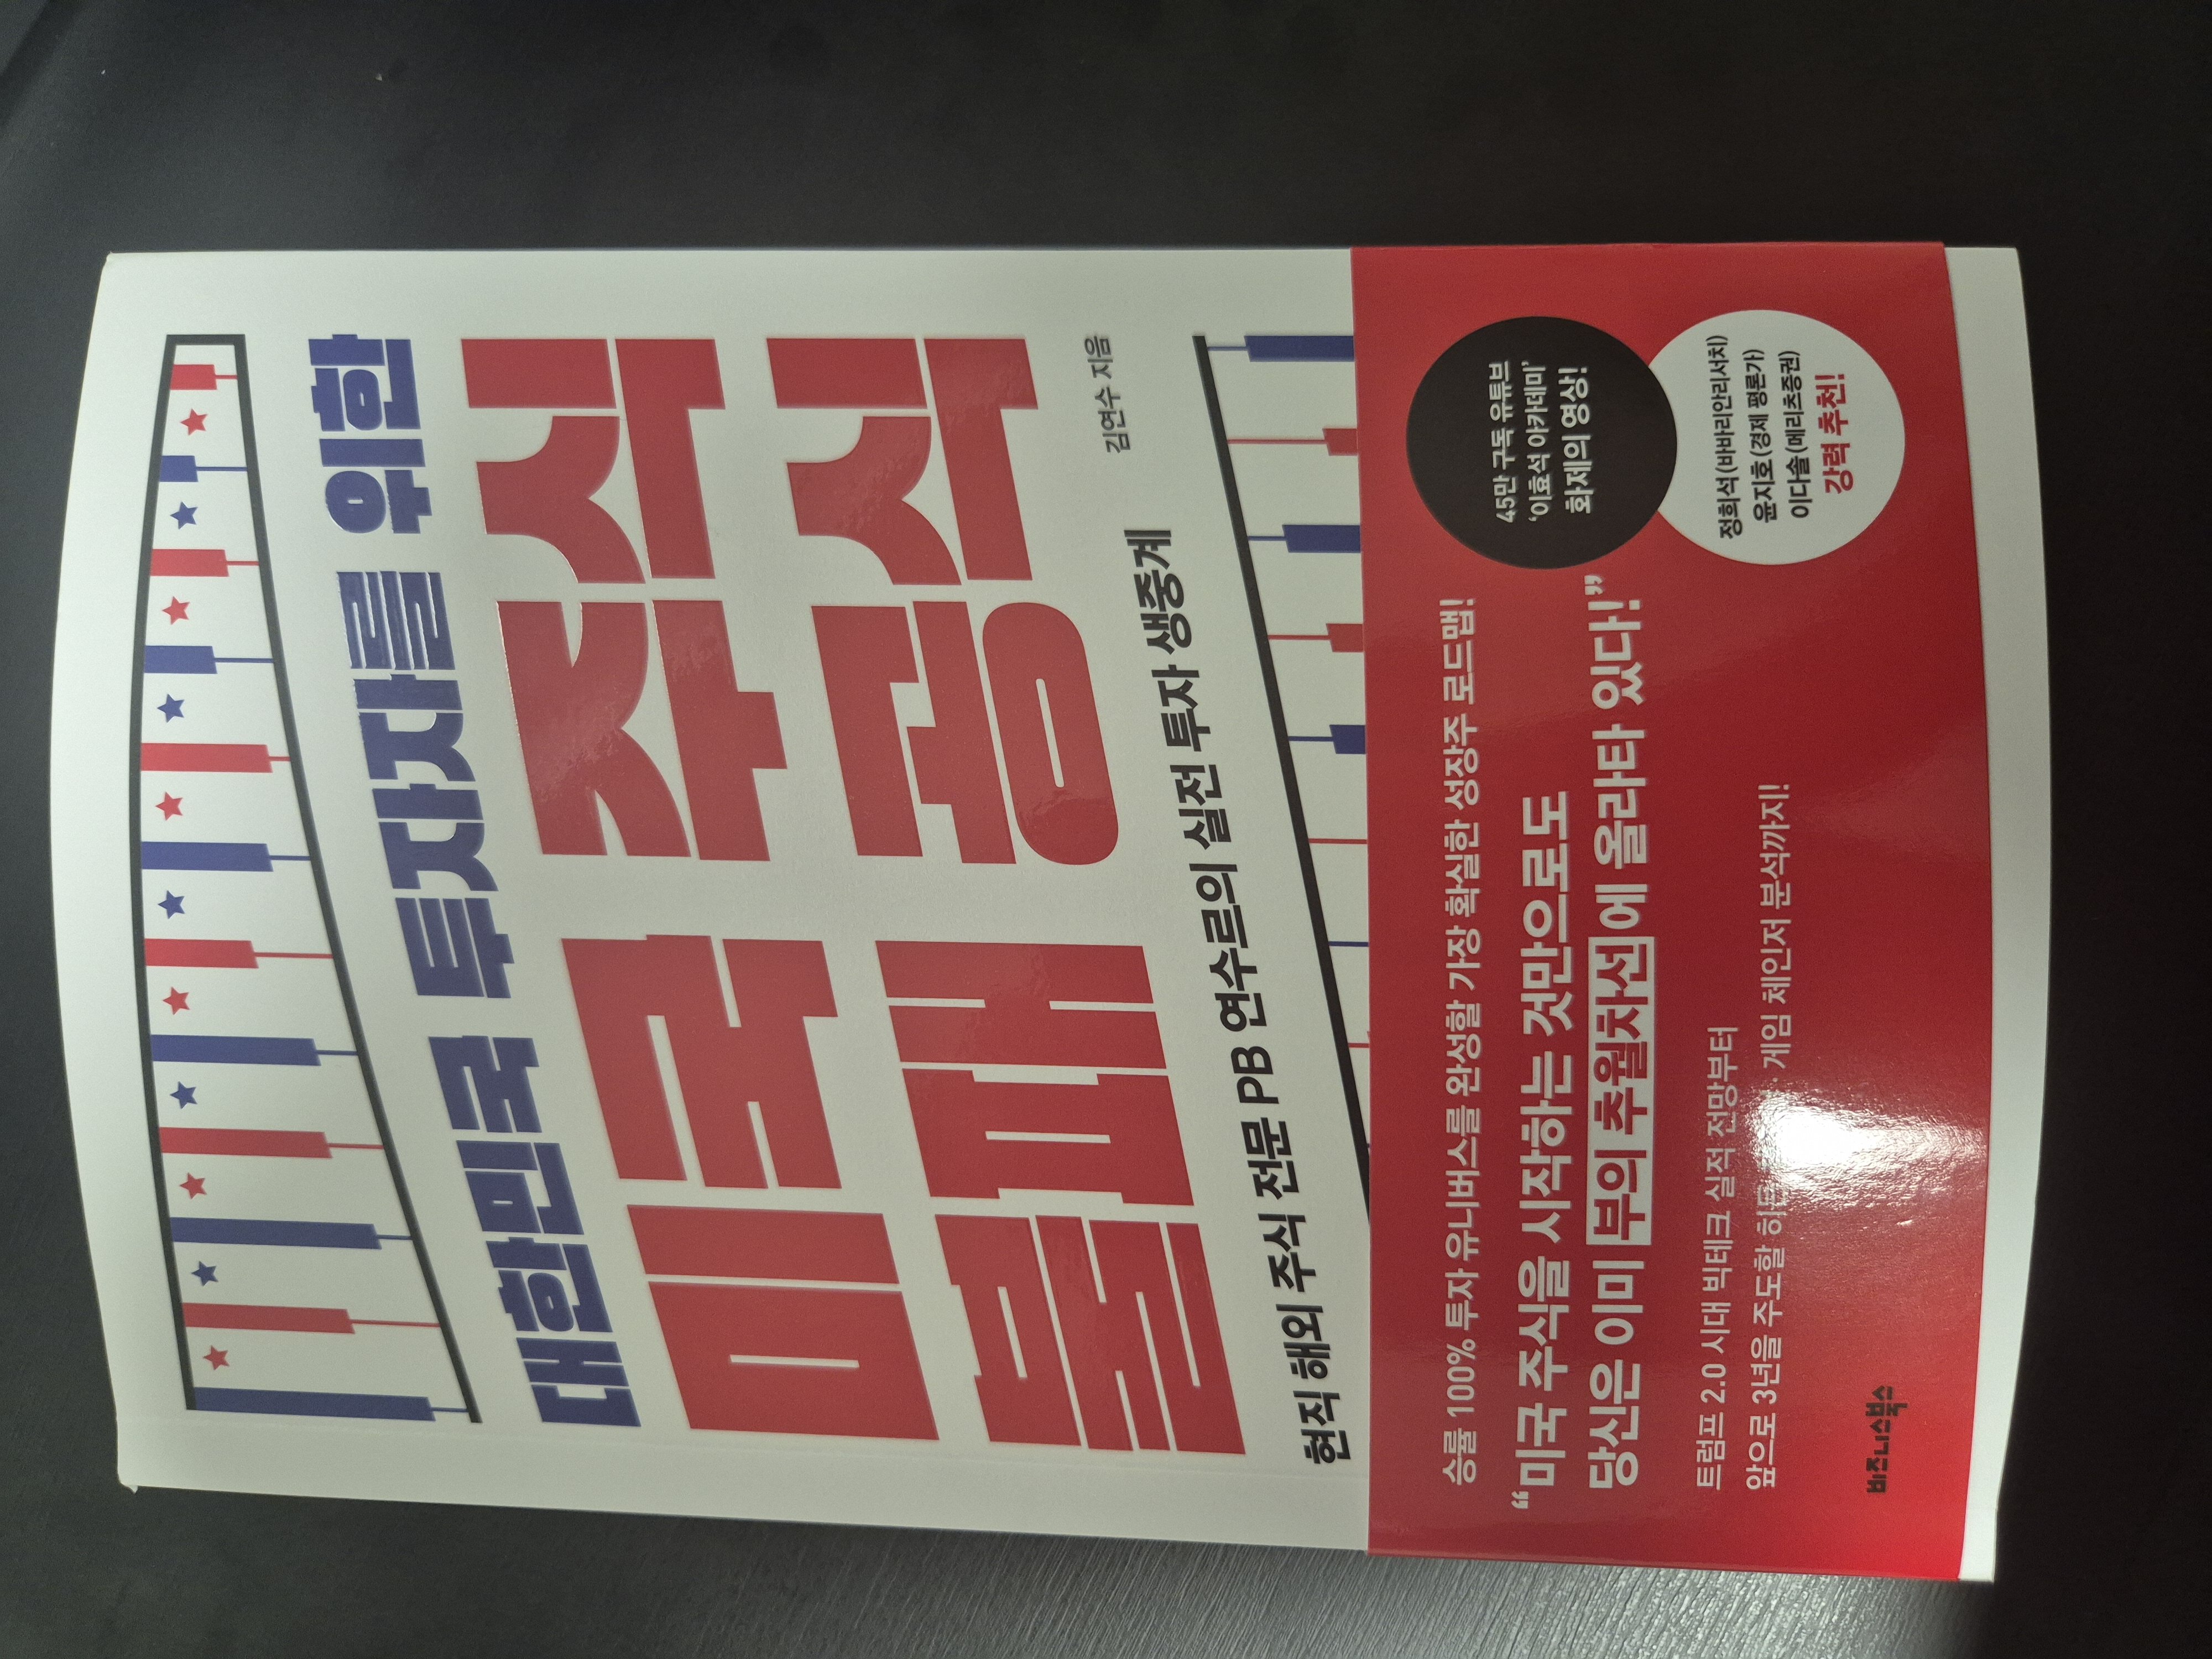 대한민국 투자자를 위한
미국 주식
불패 공식
김연수 지음
현직 해외 주식 전문 PB 연수르의 실전 투자 생중계
승률 100% 투자 유니버스를 완성할 가장 확실한 성장주 로드맵!
“미국 주식을 시작하는 것만으로도
당신은 이미 부의 추월차선에 올라타 있다!”
트럼프 2.0 시대 빅테크 실적 전망부터
앞으로 3년을 주도할 게임 체인저 분석까지!
45만 구독 유튜브
‘이효석 아카데미’
화제의 영상!
정희석(바바리안리서치)
윤지호(경제 평론가)
이다솔(메리츠증권)
강력 추천!
비즈니스북스